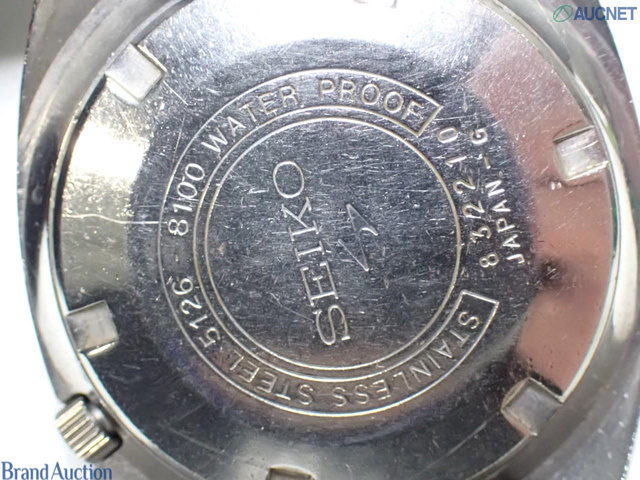 AUCNET
WATER PROOF
STAINLESS STEEL 5126-8100
832210
JAPAN-G
SEIKO
Brand Auction